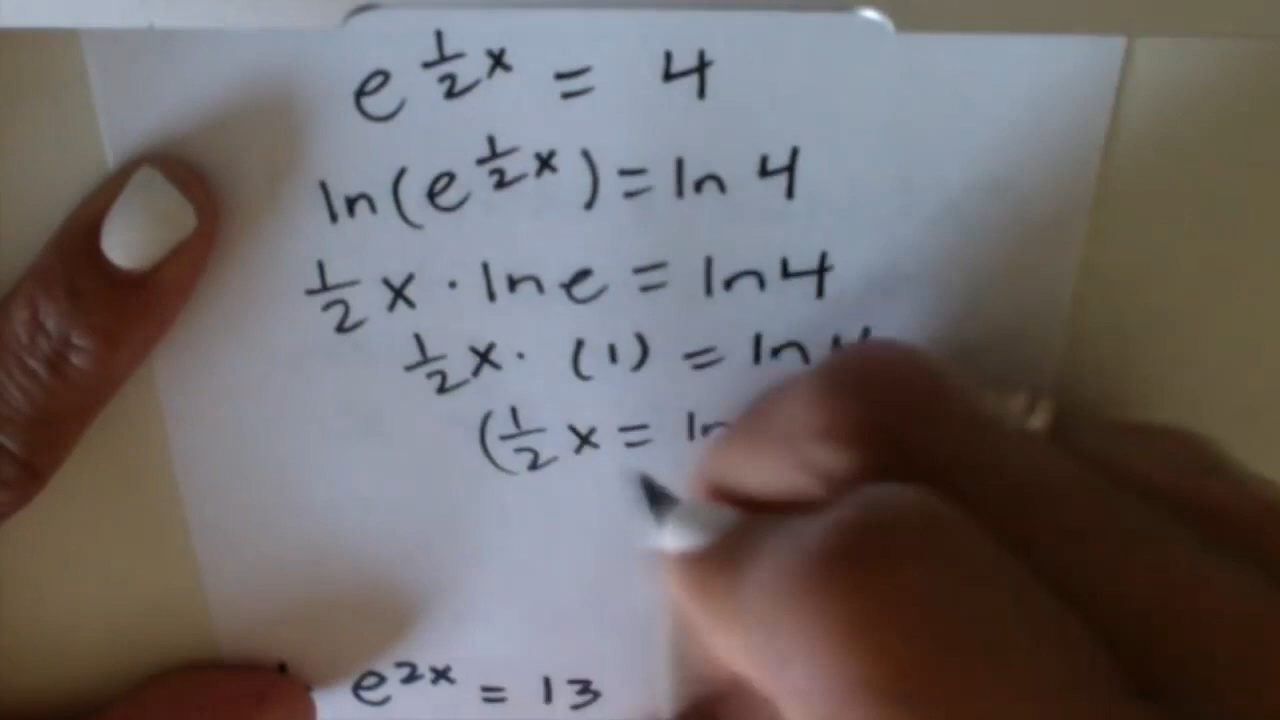 e^{1/2 x} = 4
ln(e^{1/2 x}) = ln 4
1/2 x · ln e = ln 4
1/2 x · (1) = ln 4
(1/2 x = ln
e^{2x} = 13